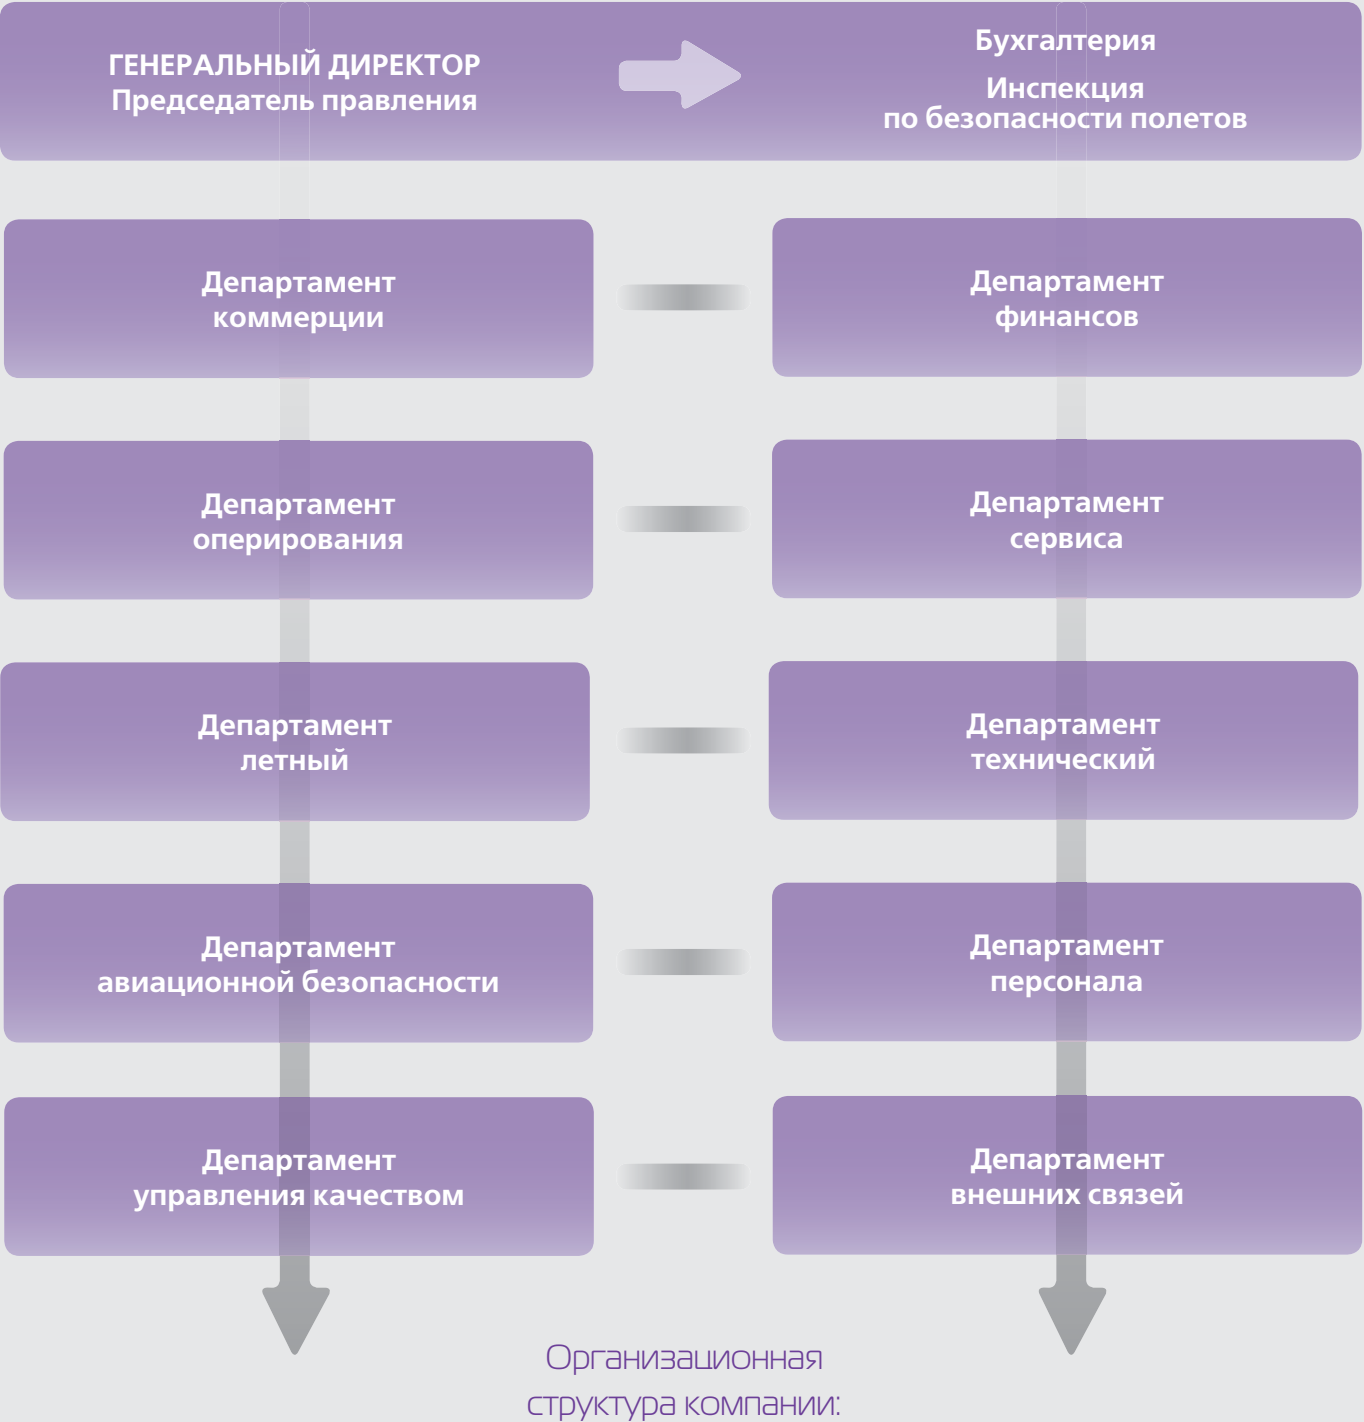 ГЕНЕРАЛЬНЫЙ ДИРЕКТОР
Председатель правления
Бухгалтерия
Инспекция
по безопасности полетов
Департамент
коммерции
Департамент
финансов
Департамент
оперирования
Департамент
сервиса
Департамент
летный
Департамент
технический
Департамент
авиационной безопасности
Департамент
персонала
Департамент
управления качеством
Департамент
внешних связей
Организационная
структура компании: